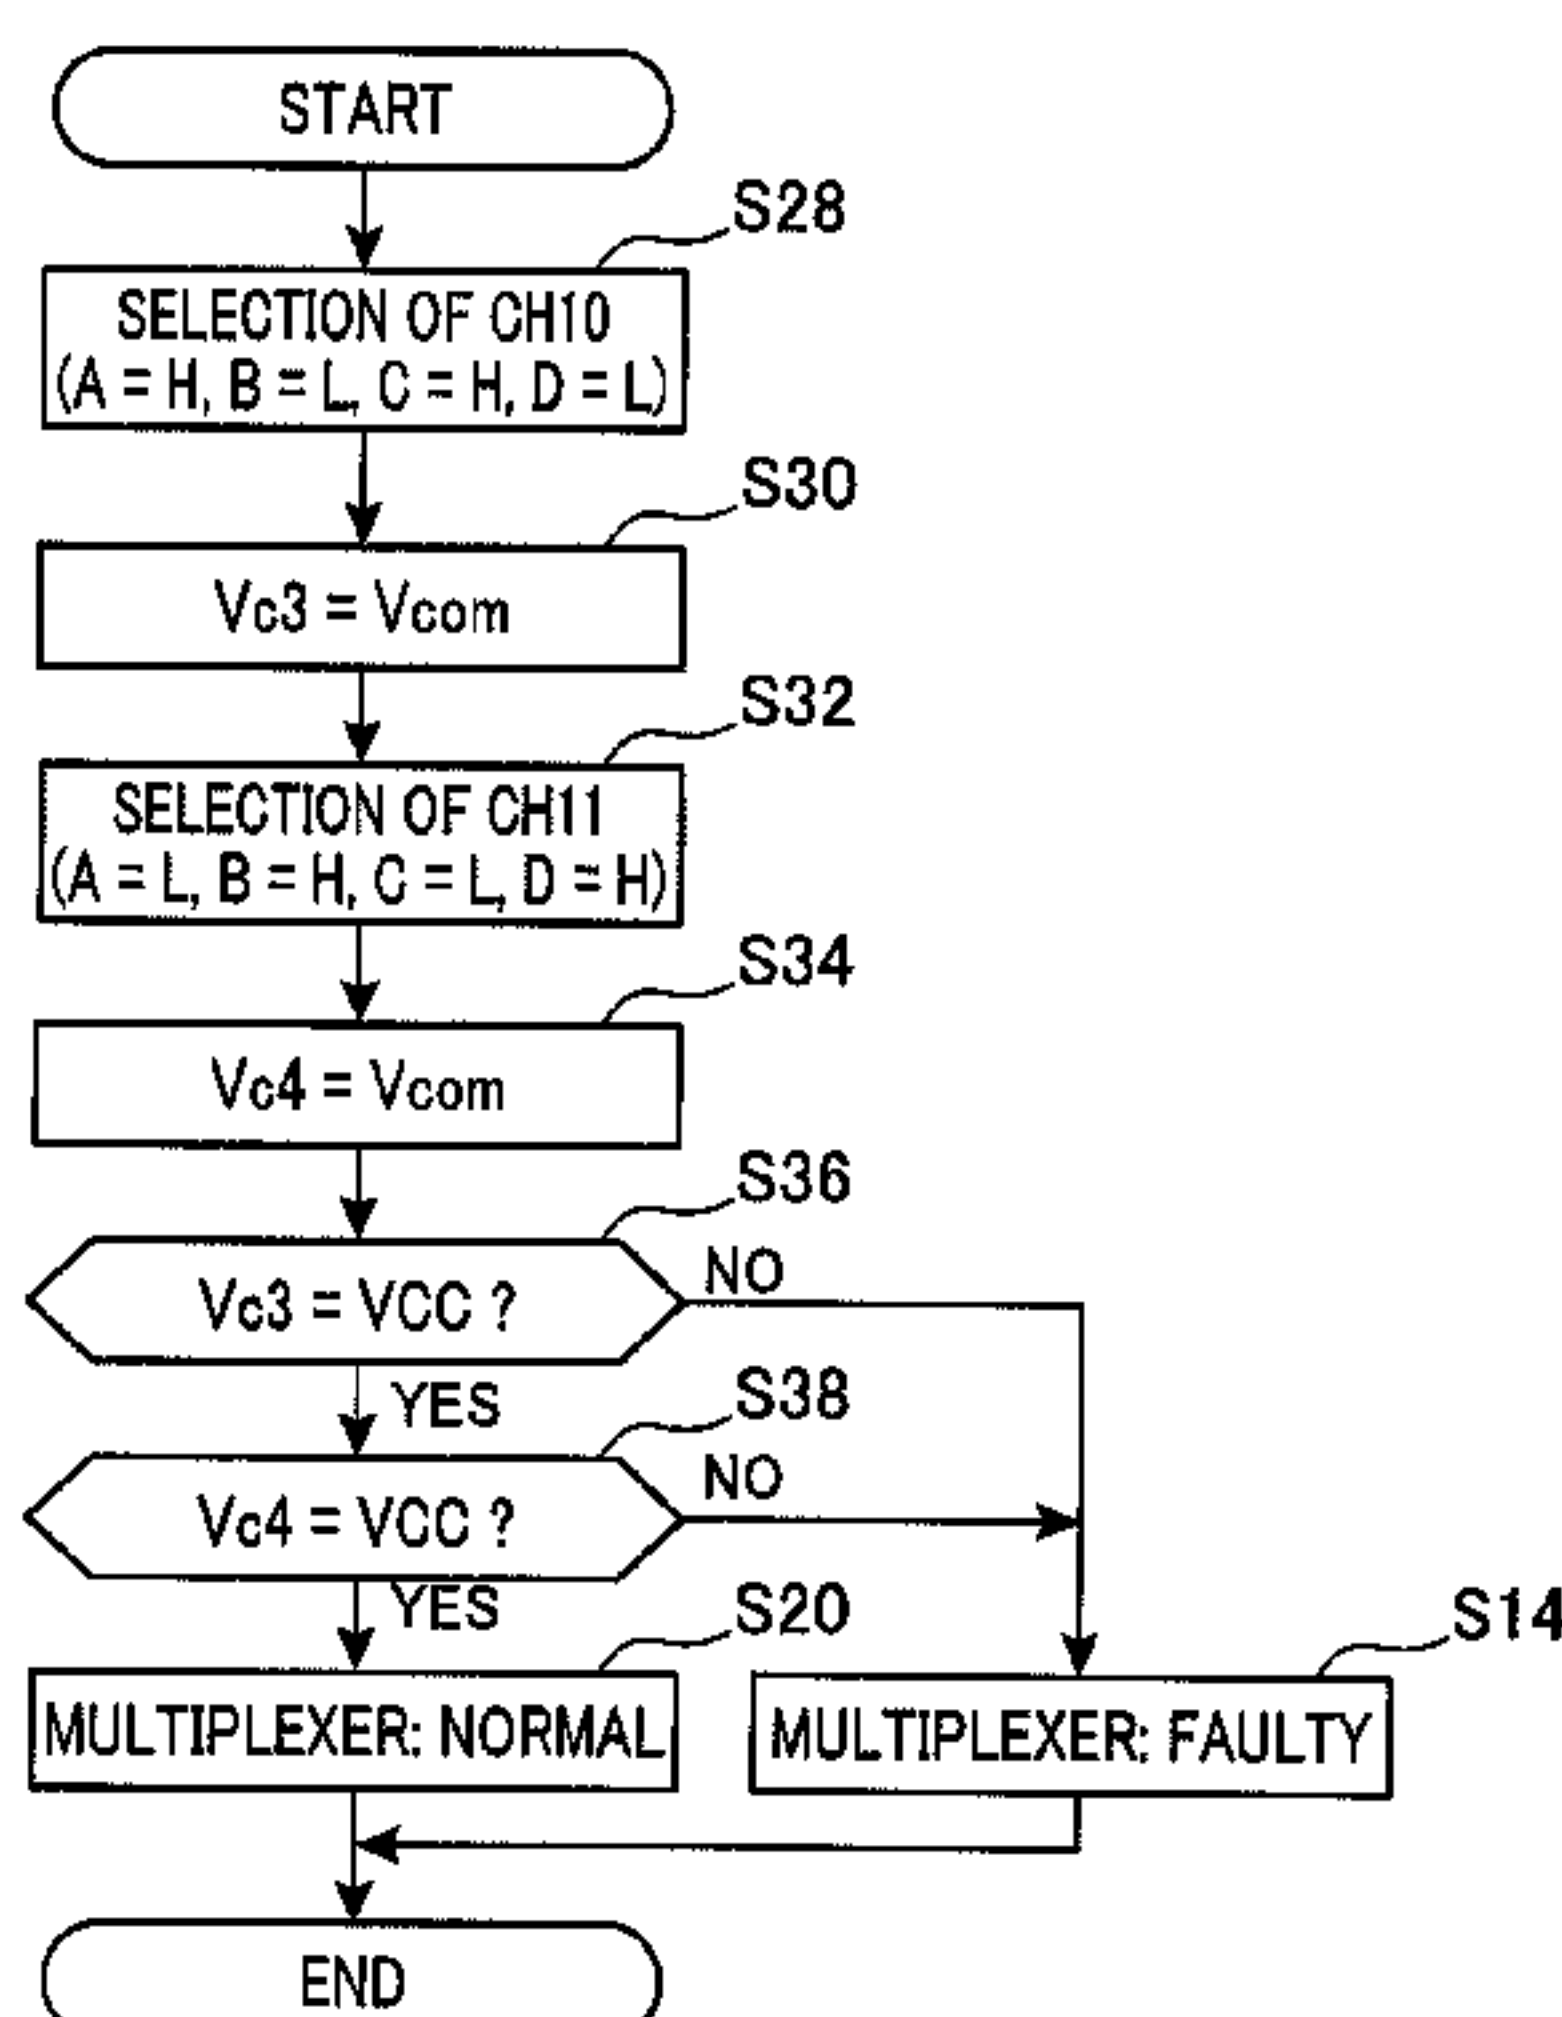 START
S28
SELECTION OF CH10
(A = H, B = L, C = H, D = L)
S30
Vc3 = Vcom
S32
SELECTION OF CH11
(A = L, B = H, C = L, D = H)
S34
Vc4 = Vcom
S36
Vc3 = VCC ?
NO
YES
S38
Vc4 = VCC ?
NO
YES
S20
S14
MULTIPLEXER: NORMAL
MULTIPLEXER: FAULTY
END